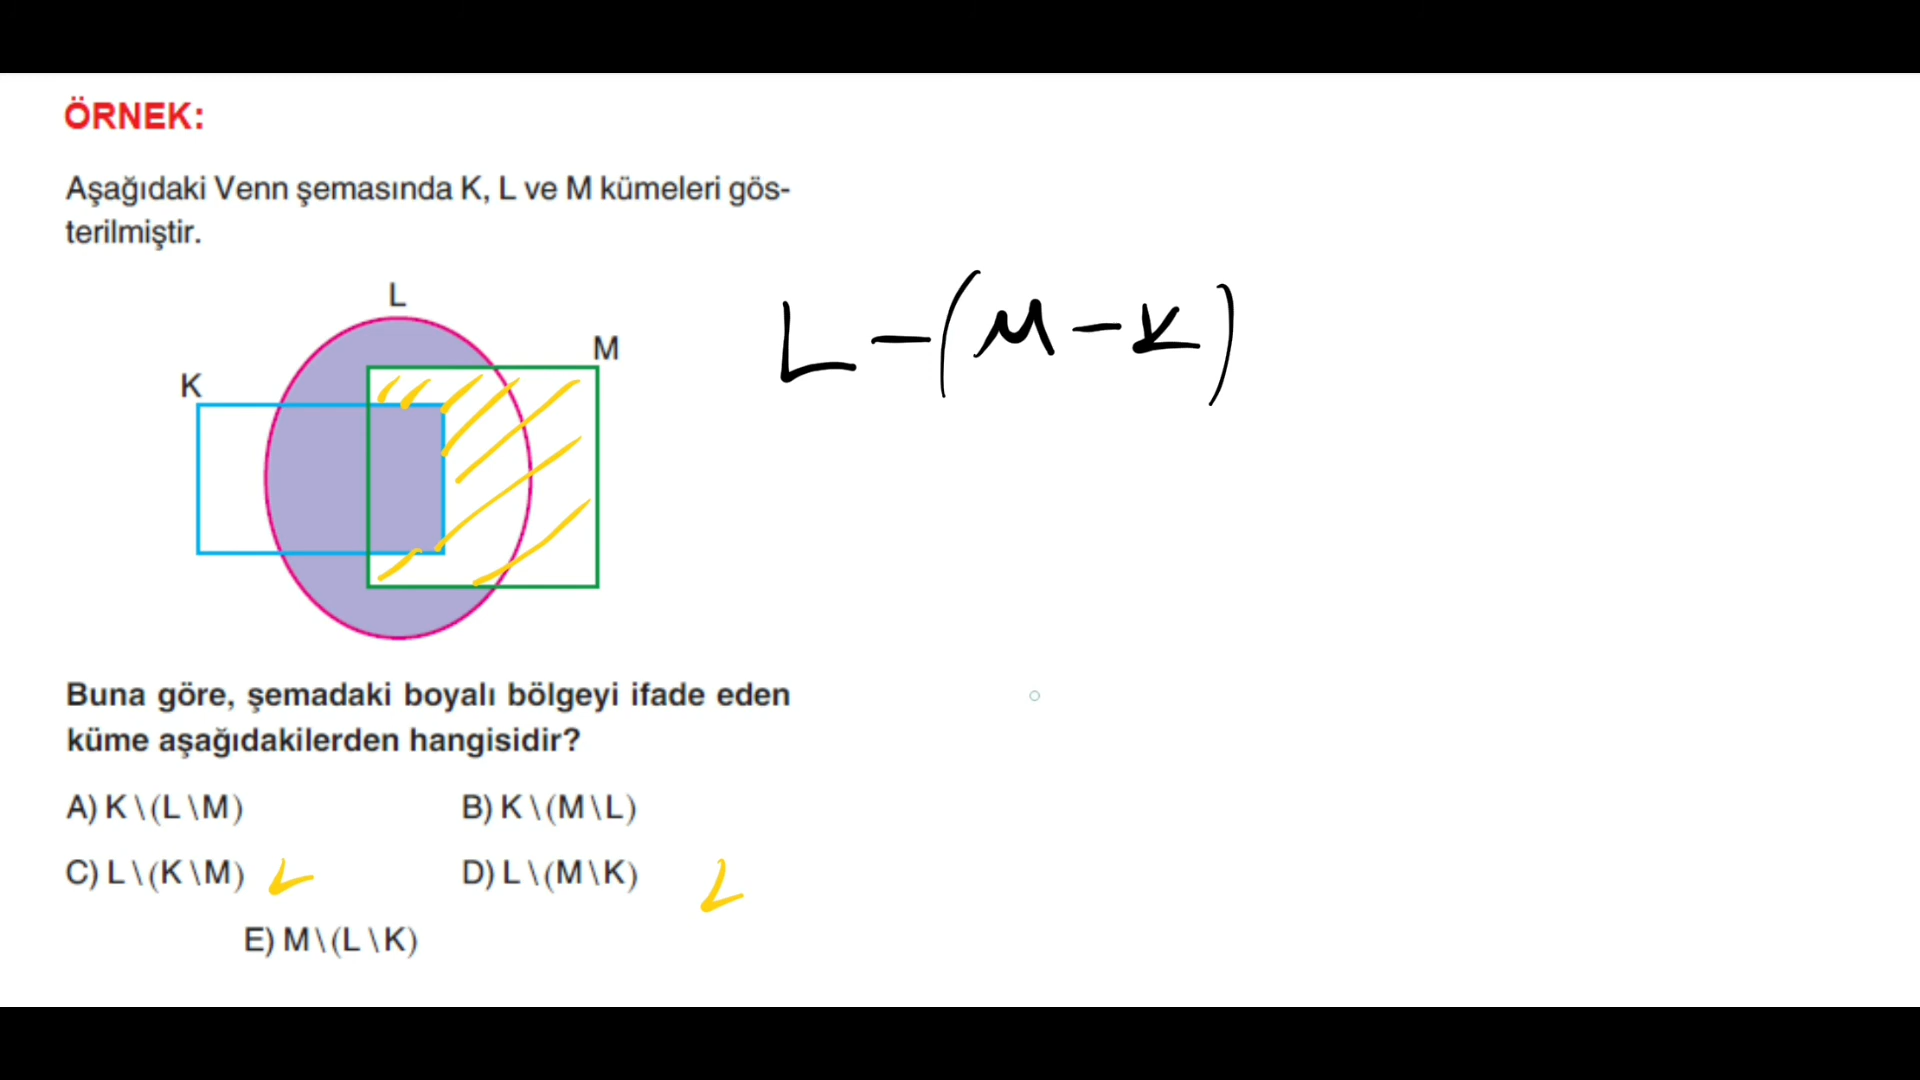 ÖRNEK:
Aşağıdaki Venn şemasında K, L ve M kümeleri gös-
terilmiştir.
L
M
K
L - (M - K)
Buna göre, şemadaki boyalı bölgeyi ifade eden
küme aşağıdakilerden hangisidir?
A) K \ (L \ M) B) K \ (M \ L)
C) L \ (K \ M) D) L \ (M \ K)
E) M \ (L \ K)